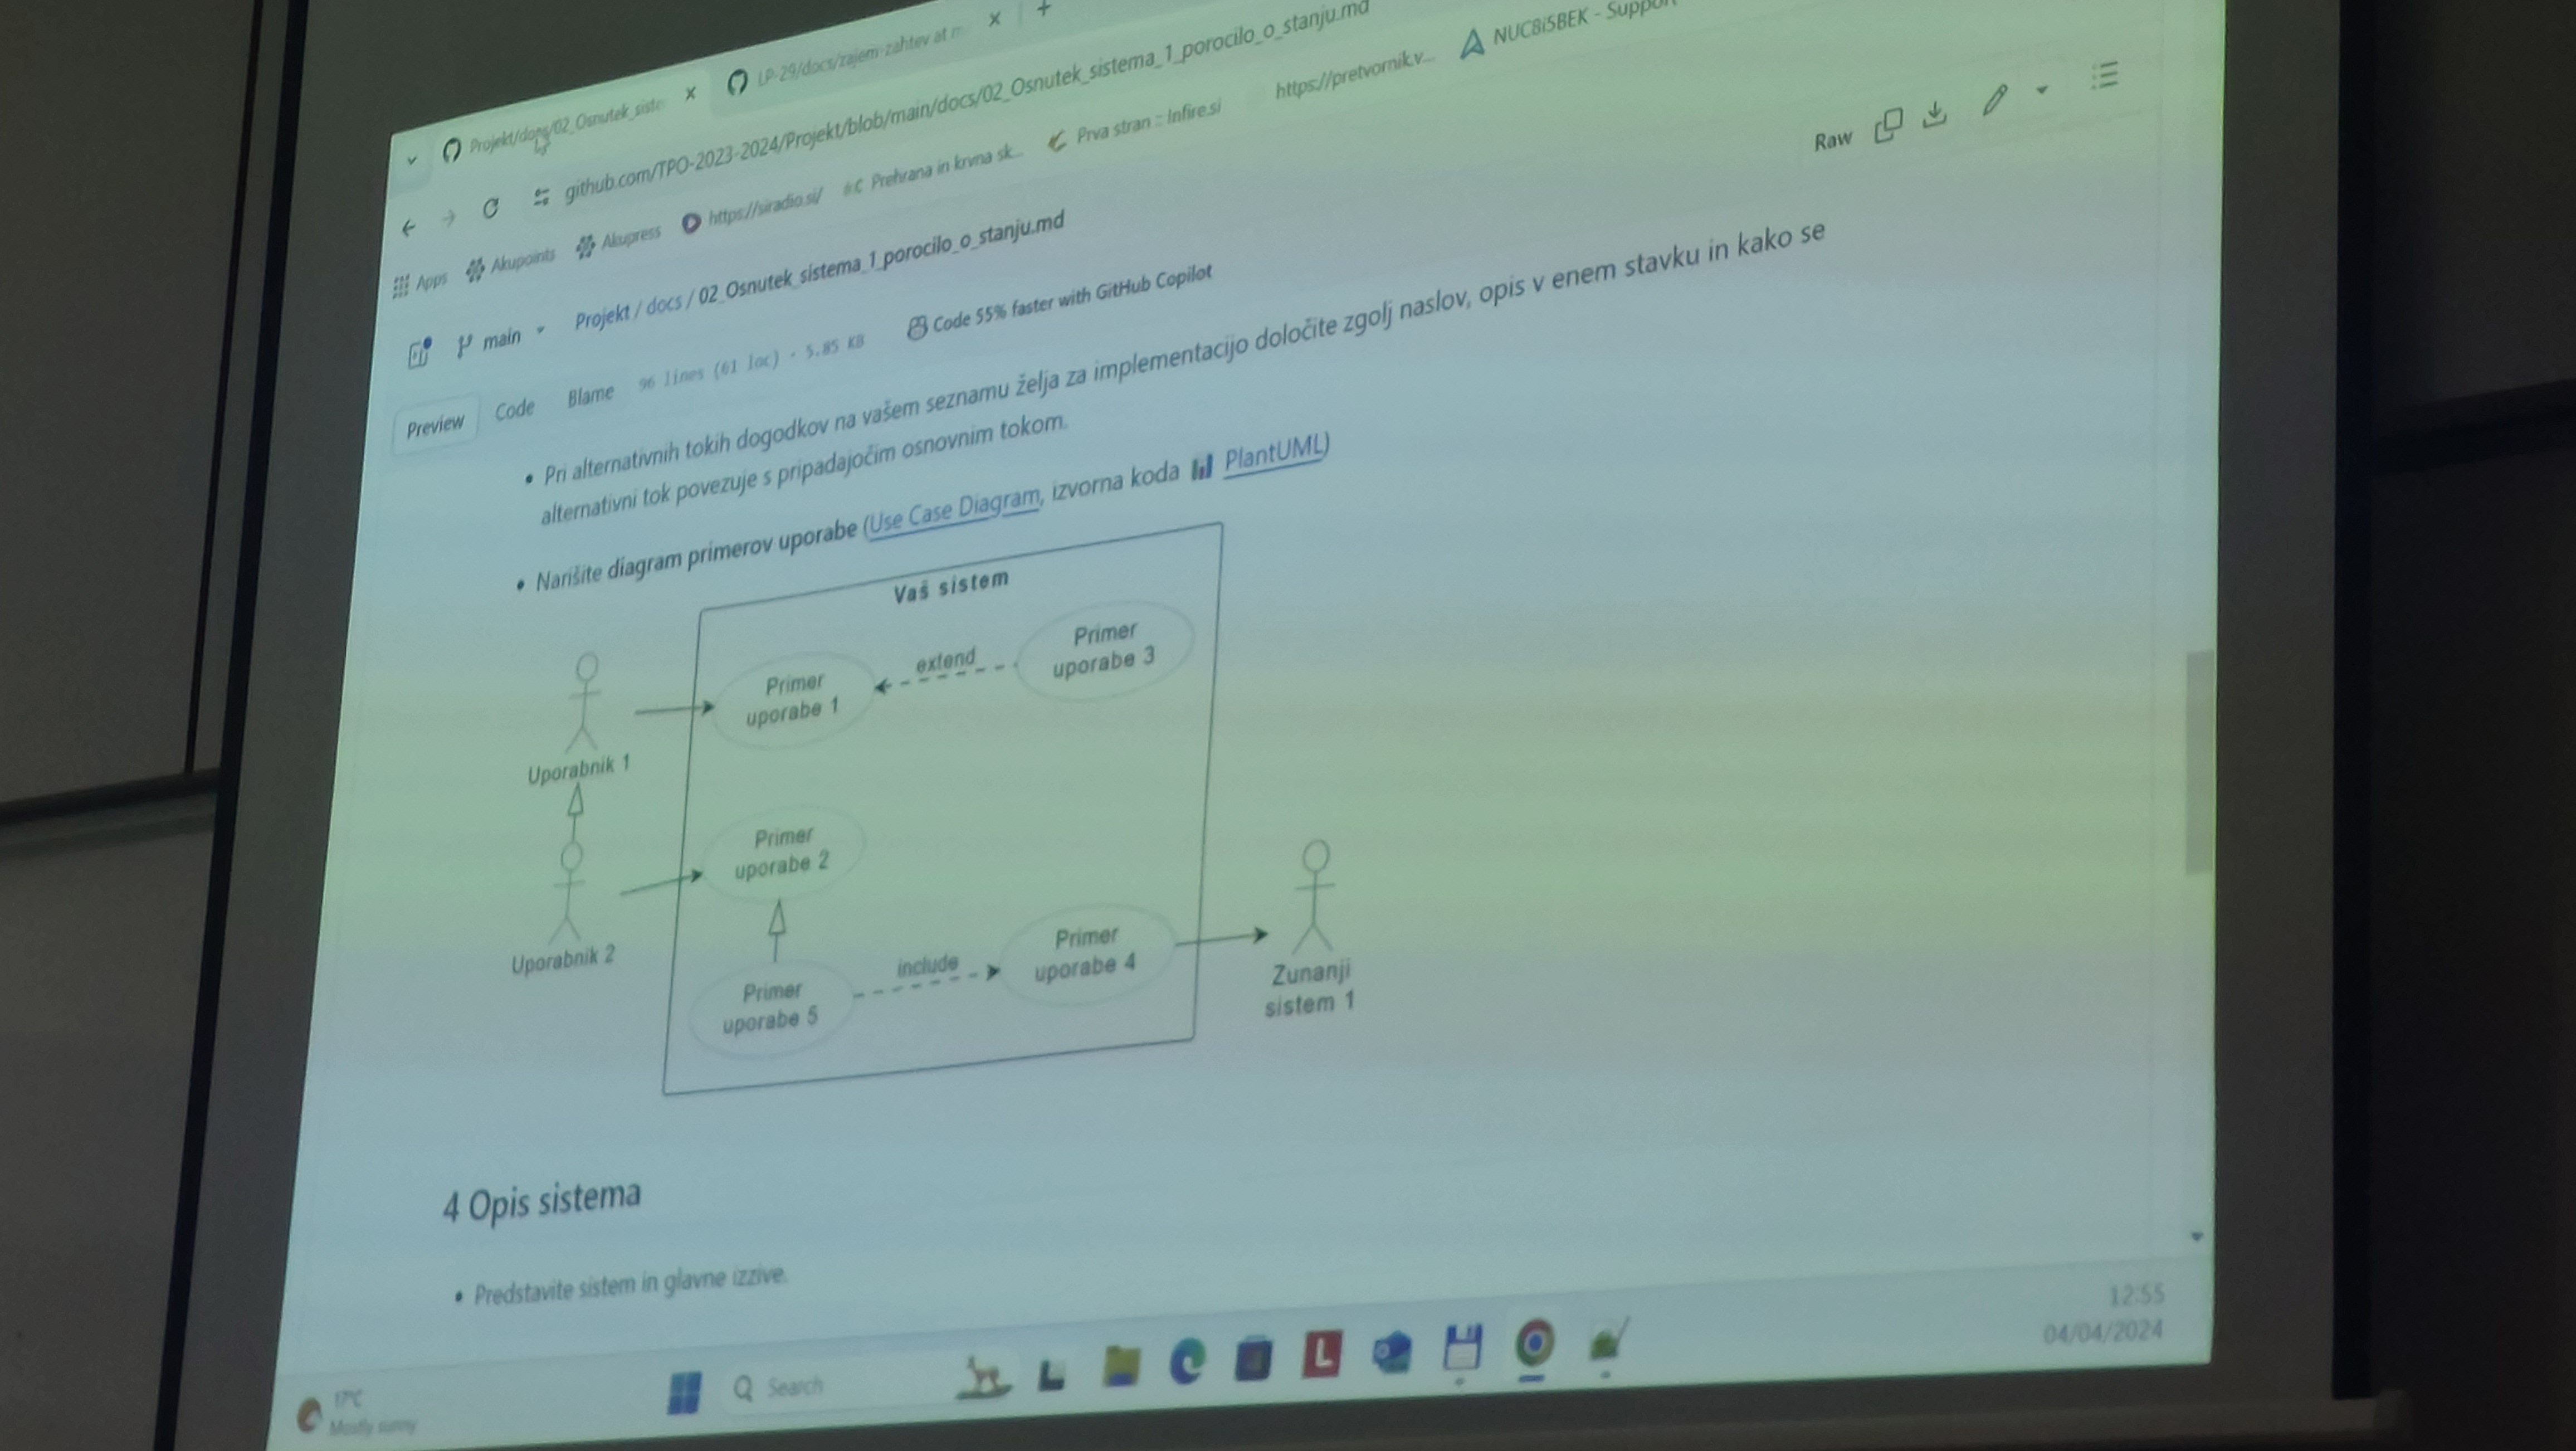 Projekt/docs/02_Osnutek_siste
LP-29/docs/zajem-zahtev at m
github.com/TPO-2023-2024/Projekt/blob/main/docs/02_Osnutek_sistema_1_porocilo_o_stanju.md
Apps
Akupoints
Akupress
https://siradio.si/
Prehrana in krvna sk...
Prva stran :: Infire.si
https://pretvornik.v...
NUC8i5BEK - Support
main
Projekt / docs / 02_Osnutek_sistema_1_porocilo_o_stanju.md
Preview
Code
Blame
96 lines (61 loc) · 5.85 KB
Code 55% faster with GitHub Copilot
Raw
• Pri alternativnih tokih dogodkov na vašem seznamu želja za implementacijo določite zgolj naslov, opis v enem stavku in kako se
alternativni tok povezuje s pripadajočim osnovnim tokom.
• Narišite diagram primerov uporabe (Use Case Diagram, izvorna koda PlantUML)
Vaš sistem
Uporabnik 1
Primer
uporabe 1
extend
Primer
uporabe 3
Uporabnik 2
Primer
uporabe 2
Primer
uporabe 5
include
Primer
uporabe 4
Zunanji
sistem 1
4 Opis sistema
• Predstavite sistem in glavne izzive.
17°C
Mostly sunny
Search
L
12:55
04/04/2024